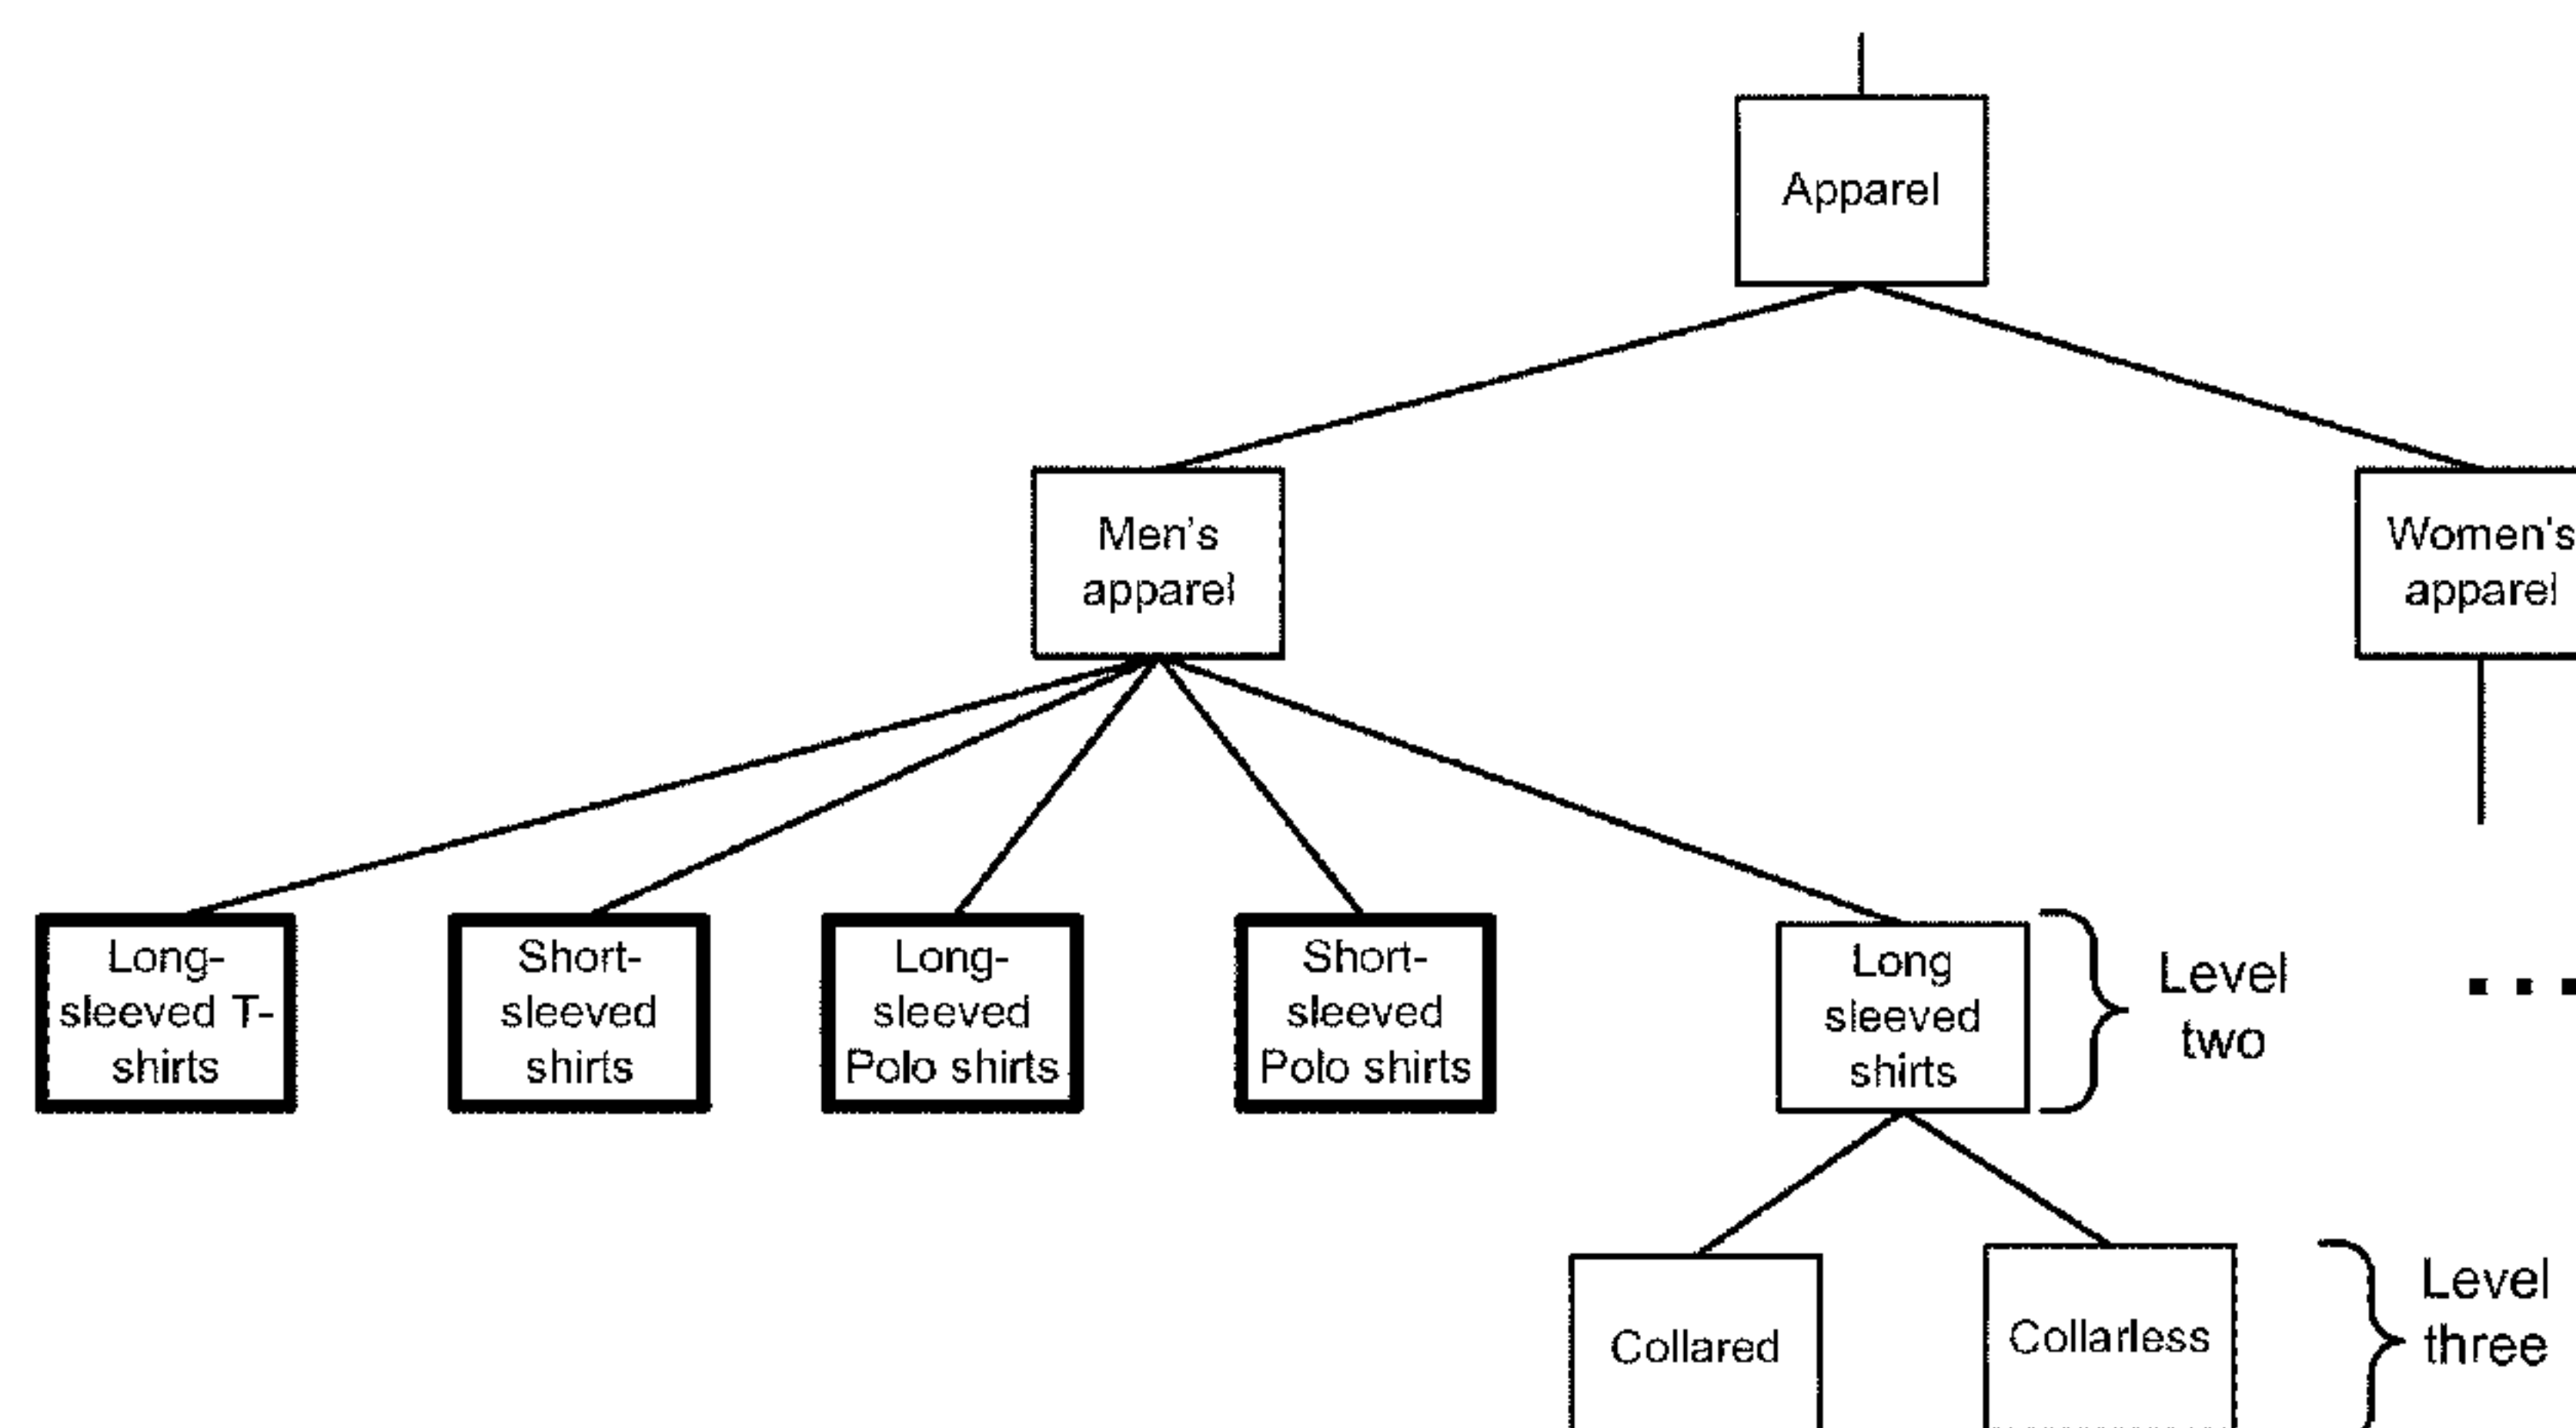 Apparel
Men's
apparel
Women's
apparel
Long-
sleeved T-
shirts
Short-
sleeved
shirts
Long-
sleeved
Polo shirts
Short-
sleeved
Polo shirts
Long
sleeved
shirts
Level
two
...
Collared
Collarless
Level
three